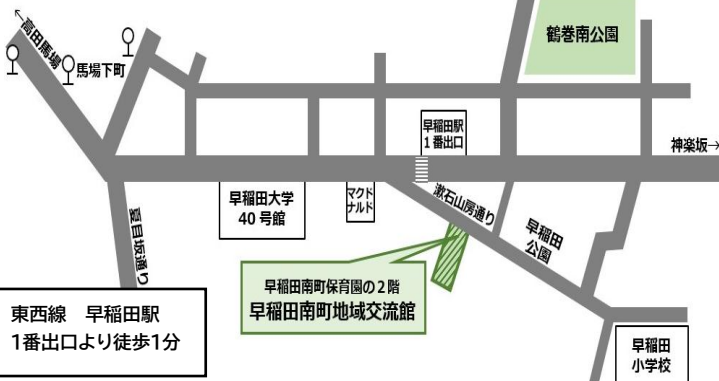 ←高田馬場
馬場下町
鶴巻南公園
早稲田駅
1番出口
神楽坂→
早稲田大学
40号館
マクド
ナルド
漱石山房通り
早稲田
公園
夏目坂通り
早稲田南町保育園の2階
早稲田南町地域交流館
東西線 早稲田駅
1番出口より徒歩1分
早稲田
小学校